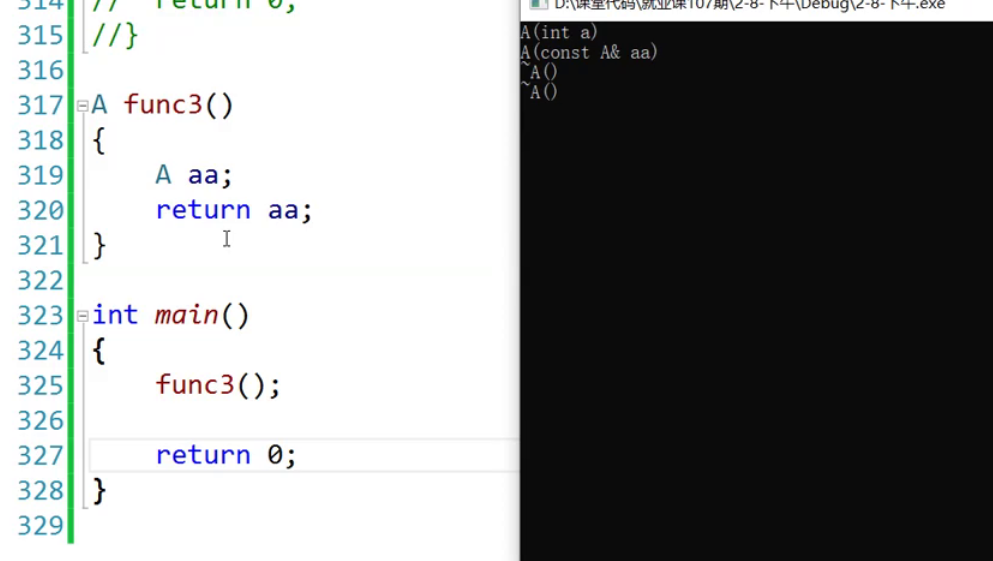 314 // return 0;
315 //}
316
317 A func3()
318 {
319 A aa;
320 return aa;
321 }
322
323 int main()
324 {
325 func3();
326
327 return 0;
328 }
329
D:\课堂代码\就业课107期\2-8-下午\Debug\2-8-下午.exe
A(int a)
A(const A& aa)
~A()
~A()